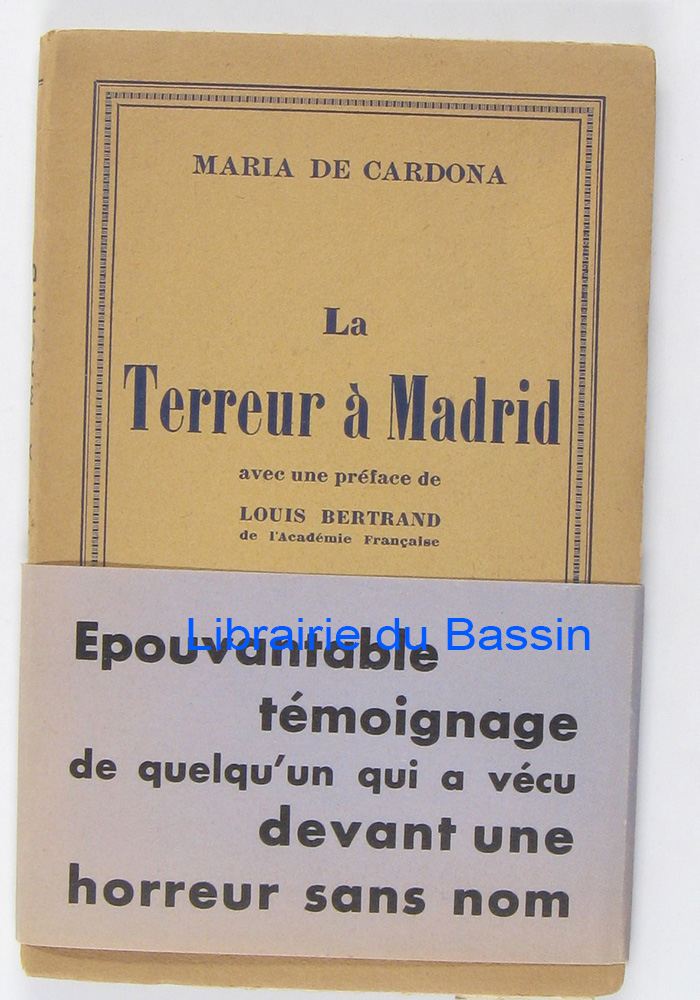 MARIA DE CARDONA
La
Terreur à Madrid
avec une préface de
LOUIS BERTRAND
de l'Académie Française
Librairie du Bassin
Epouvantable
témoignage
de quelqu'un qui a vécu
devant une
horreur sans nom